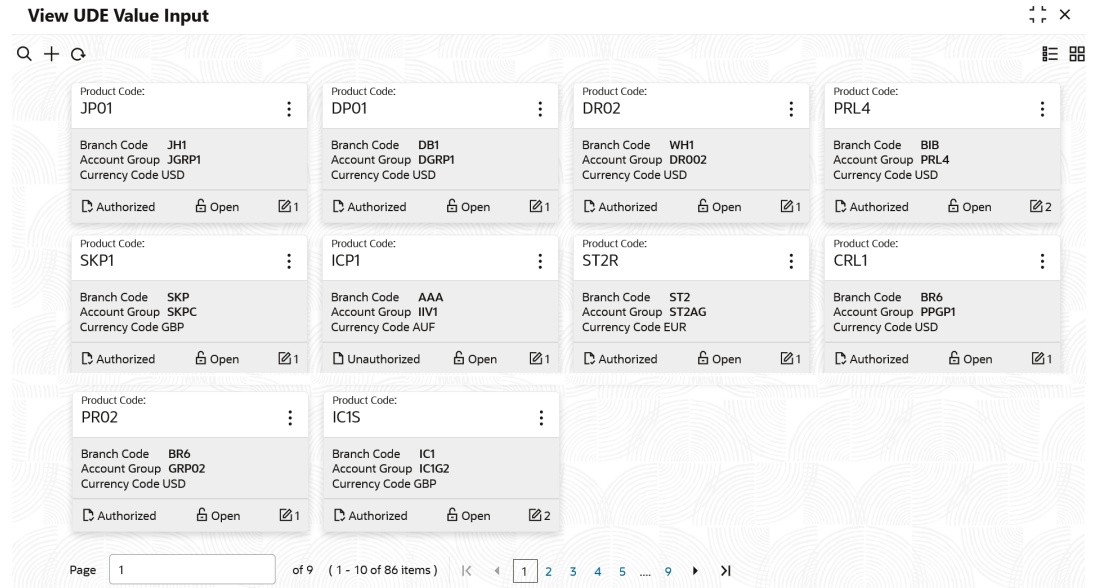 View UDE Value Input
Product Code: Product Code: Product Code: Product Code:
JP01 DP01 DR02 PRL4
Branch Code JH1 Branch Code DB1 Branch Code WH1 Branch Code BIB
Account Group JGRP1 Account Group DGRP1 Account Group DR002 Account Group PRL4
Currency Code USD Currency Code USD Currency Code USD Currency Code USD
Authorized Open 1 Authorized Open 1 Authorized Open 1 Authorized Open 2
Product Code: Product Code: Product Code: Product Code:
SKP1 ICP1 ST2R CRL1
Branch Code SKP Branch Code AAA Branch Code ST2 Branch Code BR6
Account Group SKPC Account Group IIV1 Account Group ST2AG Account Group PPGP1
Currency Code GBP Currency Code AUF Currency Code EUR Currency Code USD
Authorized Open 1 Unauthorized Open 1 Authorized Open 1 Authorized Open 1
Product Code: Product Code:
PR02 IC1S
Branch Code BR6 Branch Code IC1
Account Group GRP02 Account Group IC1G2
Currency Code USD Currency Code GBP
Authorized Open 1 Authorized Open 2
Page 1 of 9 ( 1 - 10 of 86 items ) 1 2 3 4 5 .... 9